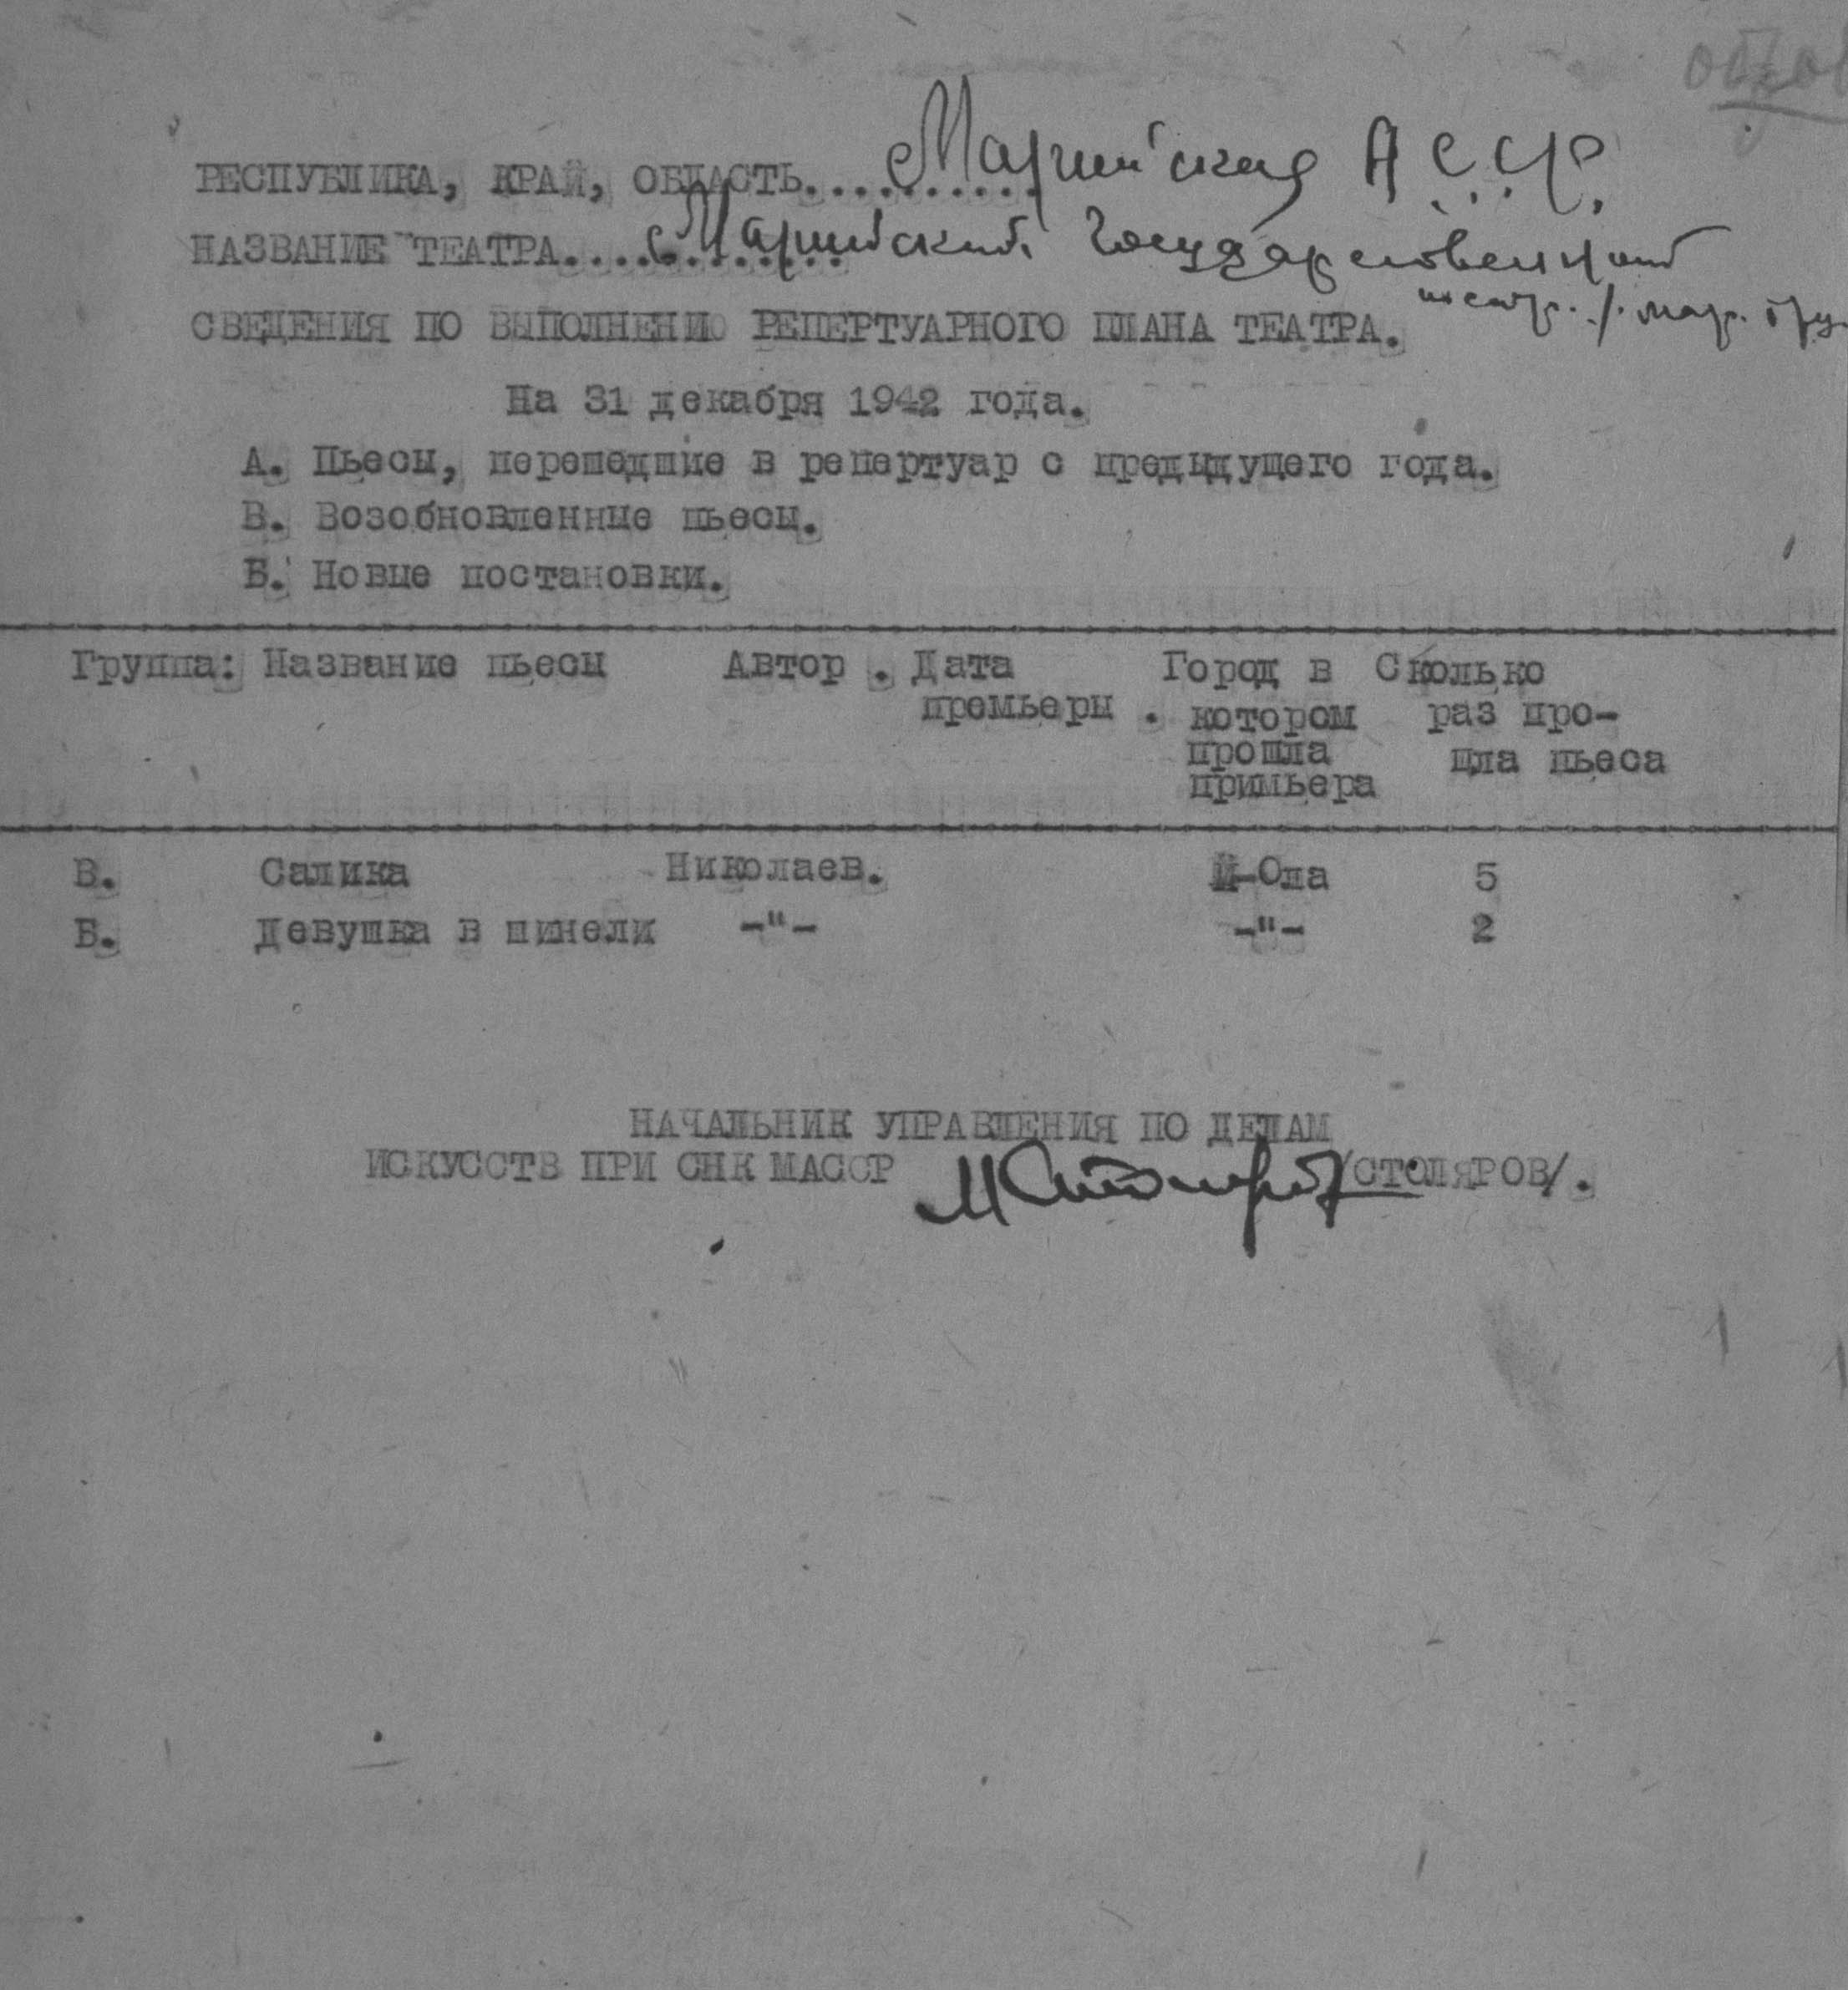 РЕСПУБЛИКА, КРАЙ, ОБЛАСТЬ.......... Марийская АССР.
НАЗВАНИЕ ТЕАТРА............ Марийский Государственный
театр. /. мар.
СВЕДЕНИЯ ПО ВЫПОЛНЕНИЮ РЕПЕРТУАРНОГО ПЛАНА ТЕАТРА.
На 31 декабря 1942 года.
А. Пьесы, перешедшие в репертуар с предыдущего года.
В. Возобновленные пьесы.
Б. Новые постановки.
Группа: Название пьесы Автор . Дата Город в Сколько
премьеры . котором раз про-
прошла шла пьеса
примьера
В. Салика Николаев. Й-Ола 5
Б. Девушка в шинели -"- -"- 2
НАЧАЛЬНИК УПРАВЛЕНИЯ ПО ДЕЛАМ
ИСКУССТВ ПРИ СНК МАССР /СТОЛЯРОВ/.